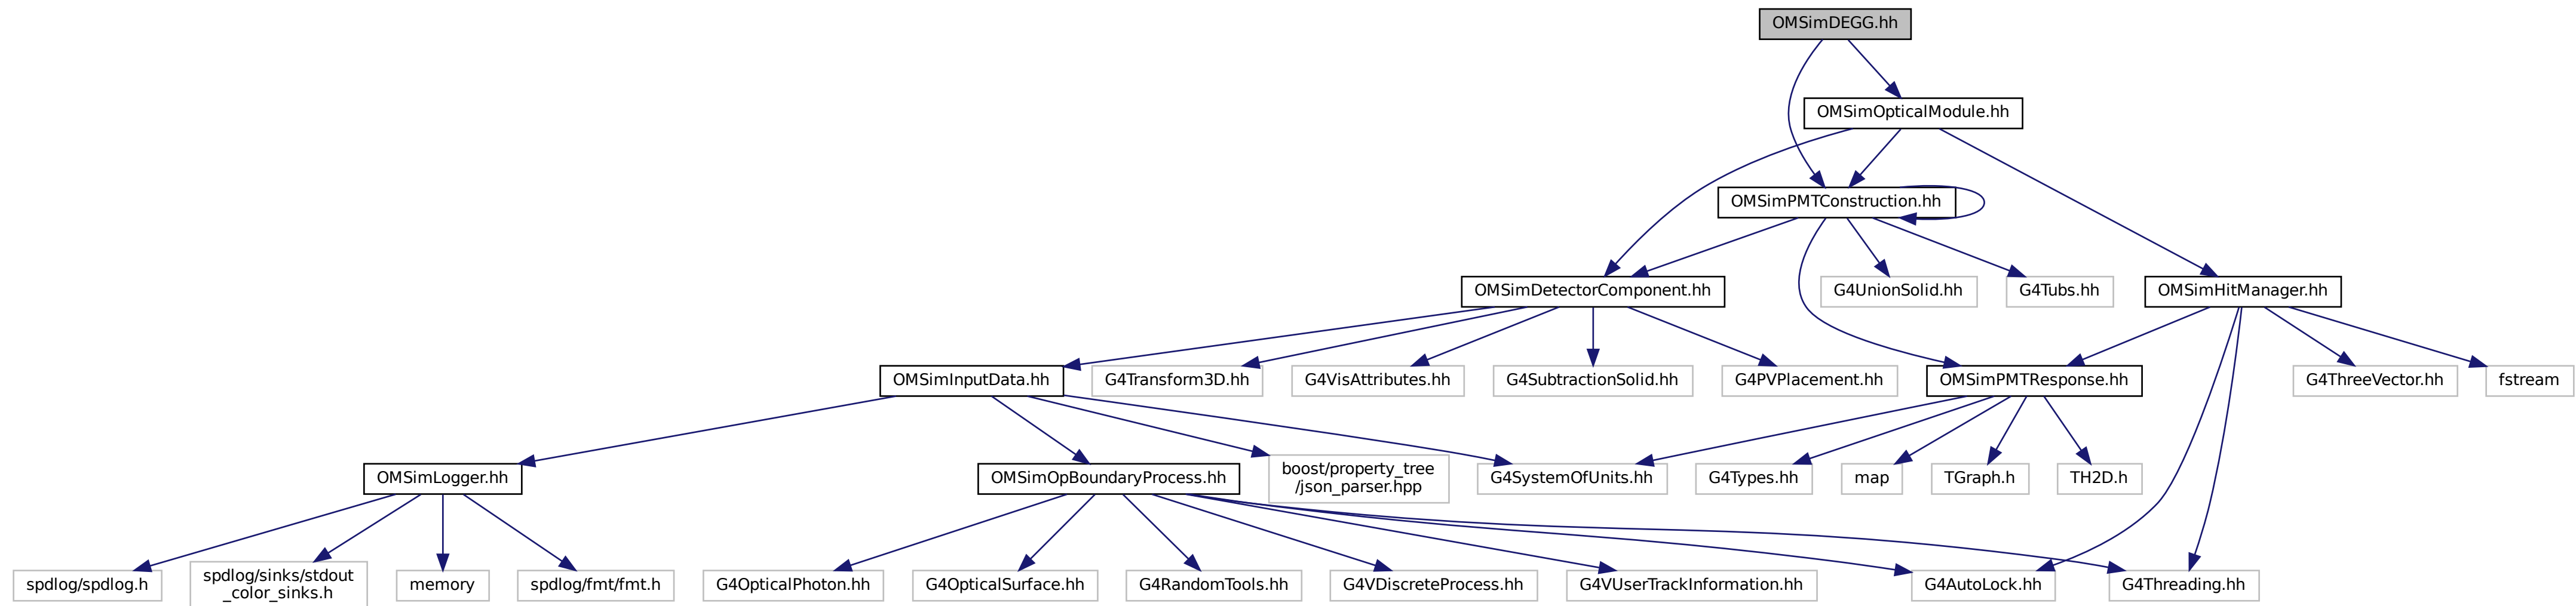 OMSimDEGG.hh
OMSimOpticalModule.hh
OMSimPMTConstruction.hh
OMSimDetectorComponent.hh
G4UnionSolid.hh
G4Tubs.hh
OMSimHitManager.hh
OMSimInputData.hh
G4Transform3D.hh
G4VisAttributes.hh
G4SubtractionSolid.hh
G4PVPlacement.hh
OMSimPMTResponse.hh
G4ThreeVector.hh
fstream
OMSimLogger.hh
OMSimOpBoundaryProcess.hh
boost/property_tree
/json_parser.hpp
G4SystemOfUnits.hh
G4Types.hh
map
TGraph.h
TH2D.h
spdlog/spdlog.h
spdlog/sinks/stdout
_color_sinks.h
memory
spdlog/fmt/fmt.h
G4OpticalPhoton.hh
G4OpticalSurface.hh
G4RandomTools.hh
G4VDiscreteProcess.hh
G4VUserTrackInformation.hh
G4AutoLock.hh
G4Threading.hh